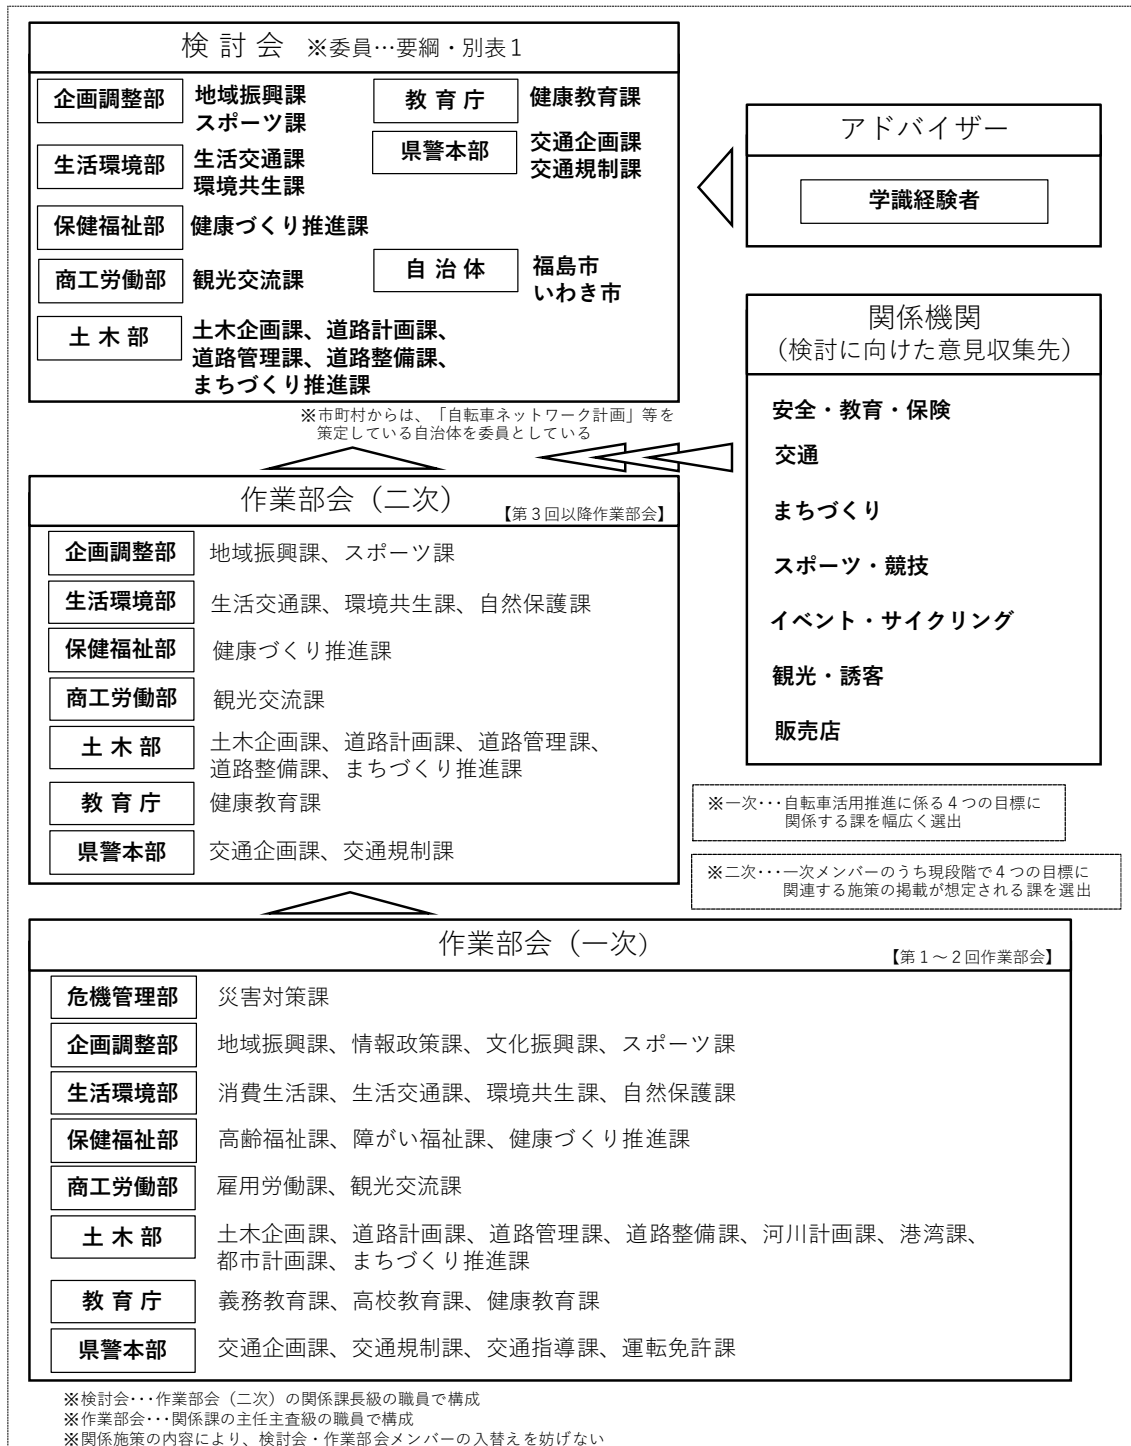 検 討 会 ※委員…要綱・別表１
企画調整部 地域振興課
スポーツ課
生活環境部 生活交通課
環境共生課
保健福祉部 健康づくり推進課
商工労働部 観光交流課
土 木 部 土木企画課、道路計画課、
道路管理課、道路整備課、
まちづくり推進課
教 育 庁 健康教育課
県警本部 交通企画課
交通規制課
自 治 体 福島市
いわき市
※市町村からは、「自転車ネットワーク計画」等を
策定している自治体を委員としている
アドバイザー
学識経験者
関係機関
（検討に向けた意見収集先）
安全・教育・保険
交通
まちづくり
スポーツ・競技
イベント・サイクリング
観光・誘客
販売店
作業部会（二次） 【第３回以降作業部会】
企画調整部 地域振興課、スポーツ課
生活環境部 生活交通課、環境共生課、自然保護課
保健福祉部 健康づくり推進課
商工労働部 観光交流課
土 木 部 土木企画課、道路計画課、道路管理課、
道路整備課、まちづくり推進課
教 育 庁 健康教育課
県警本部 交通企画課、交通規制課
※一次･･･自転車活用推進に係る４つの目標に
関係する課を幅広く選出
※二次･･･一次メンバーのうち現段階で４つの目標に
関連する施策の掲載が想定される課を選出
作業部会（一次） 【第１～２回作業部会】
危機管理部 災害対策課
企画調整部 地域振興課、情報政策課、文化振興課、スポーツ課
生活環境部 消費生活課、生活交通課、環境共生課、自然保護課
保健福祉部 高齢福祉課、障がい福祉課、健康づくり推進課
商工労働部 雇用労働課、観光交流課
土 木 部 土木企画課、道路計画課、道路管理課、道路整備課、河川計画課、港湾課、
都市計画課、まちづくり推進課
教 育 庁 義務教育課、高校教育課、健康教育課
県警本部 交通企画課、交通規制課、交通指導課、運転免許課
※検討会･･･作業部会（二次）の関係課長級の職員で構成
※作業部会･･･関係課の主任主査級の職員で構成
※関係施策の内容により、検討会・作業部会メンバーの入替えを妨げない